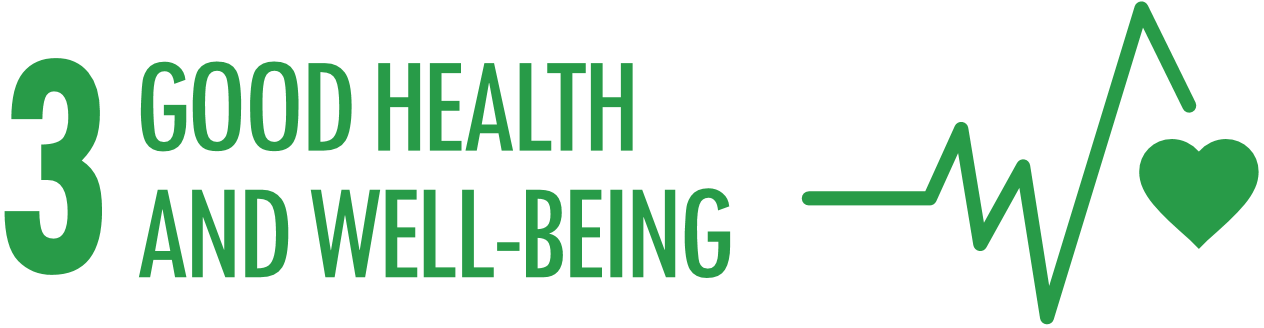 3
GOOD HEALTH
AND WELL-BEING